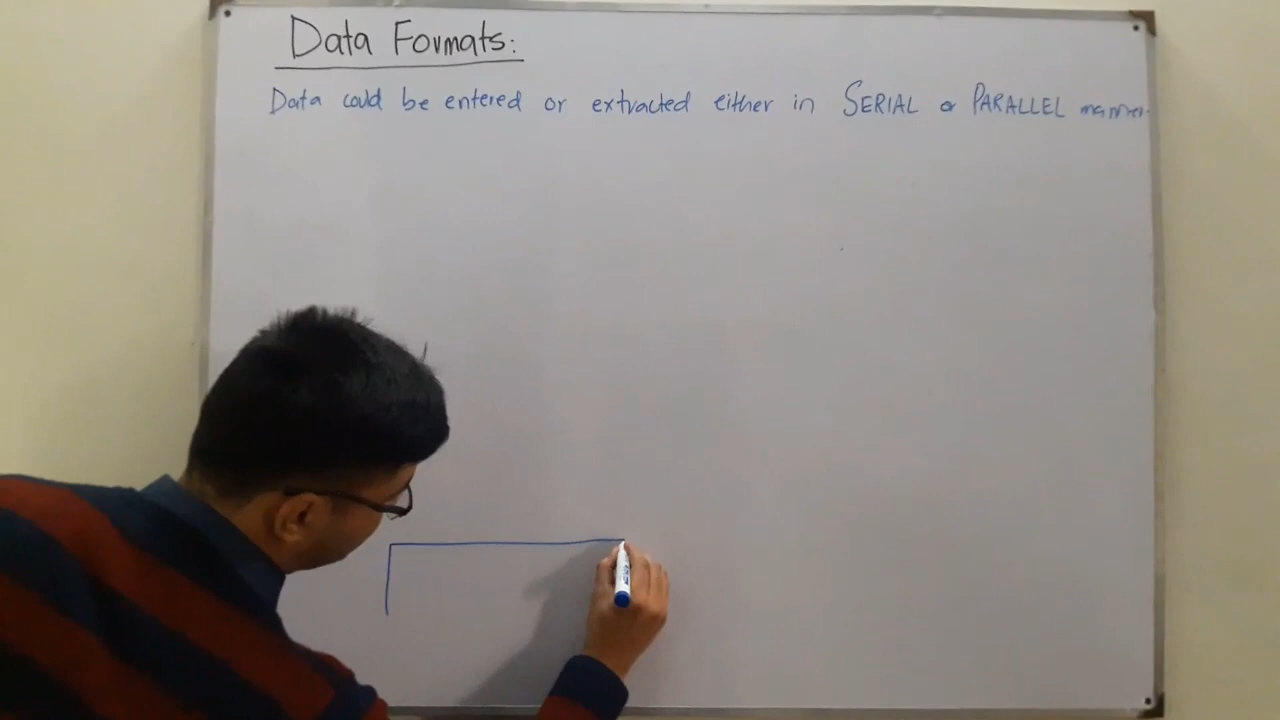 Data Formats:
Data could be entered or extracted either in SERIAL or PARALLEL manner.